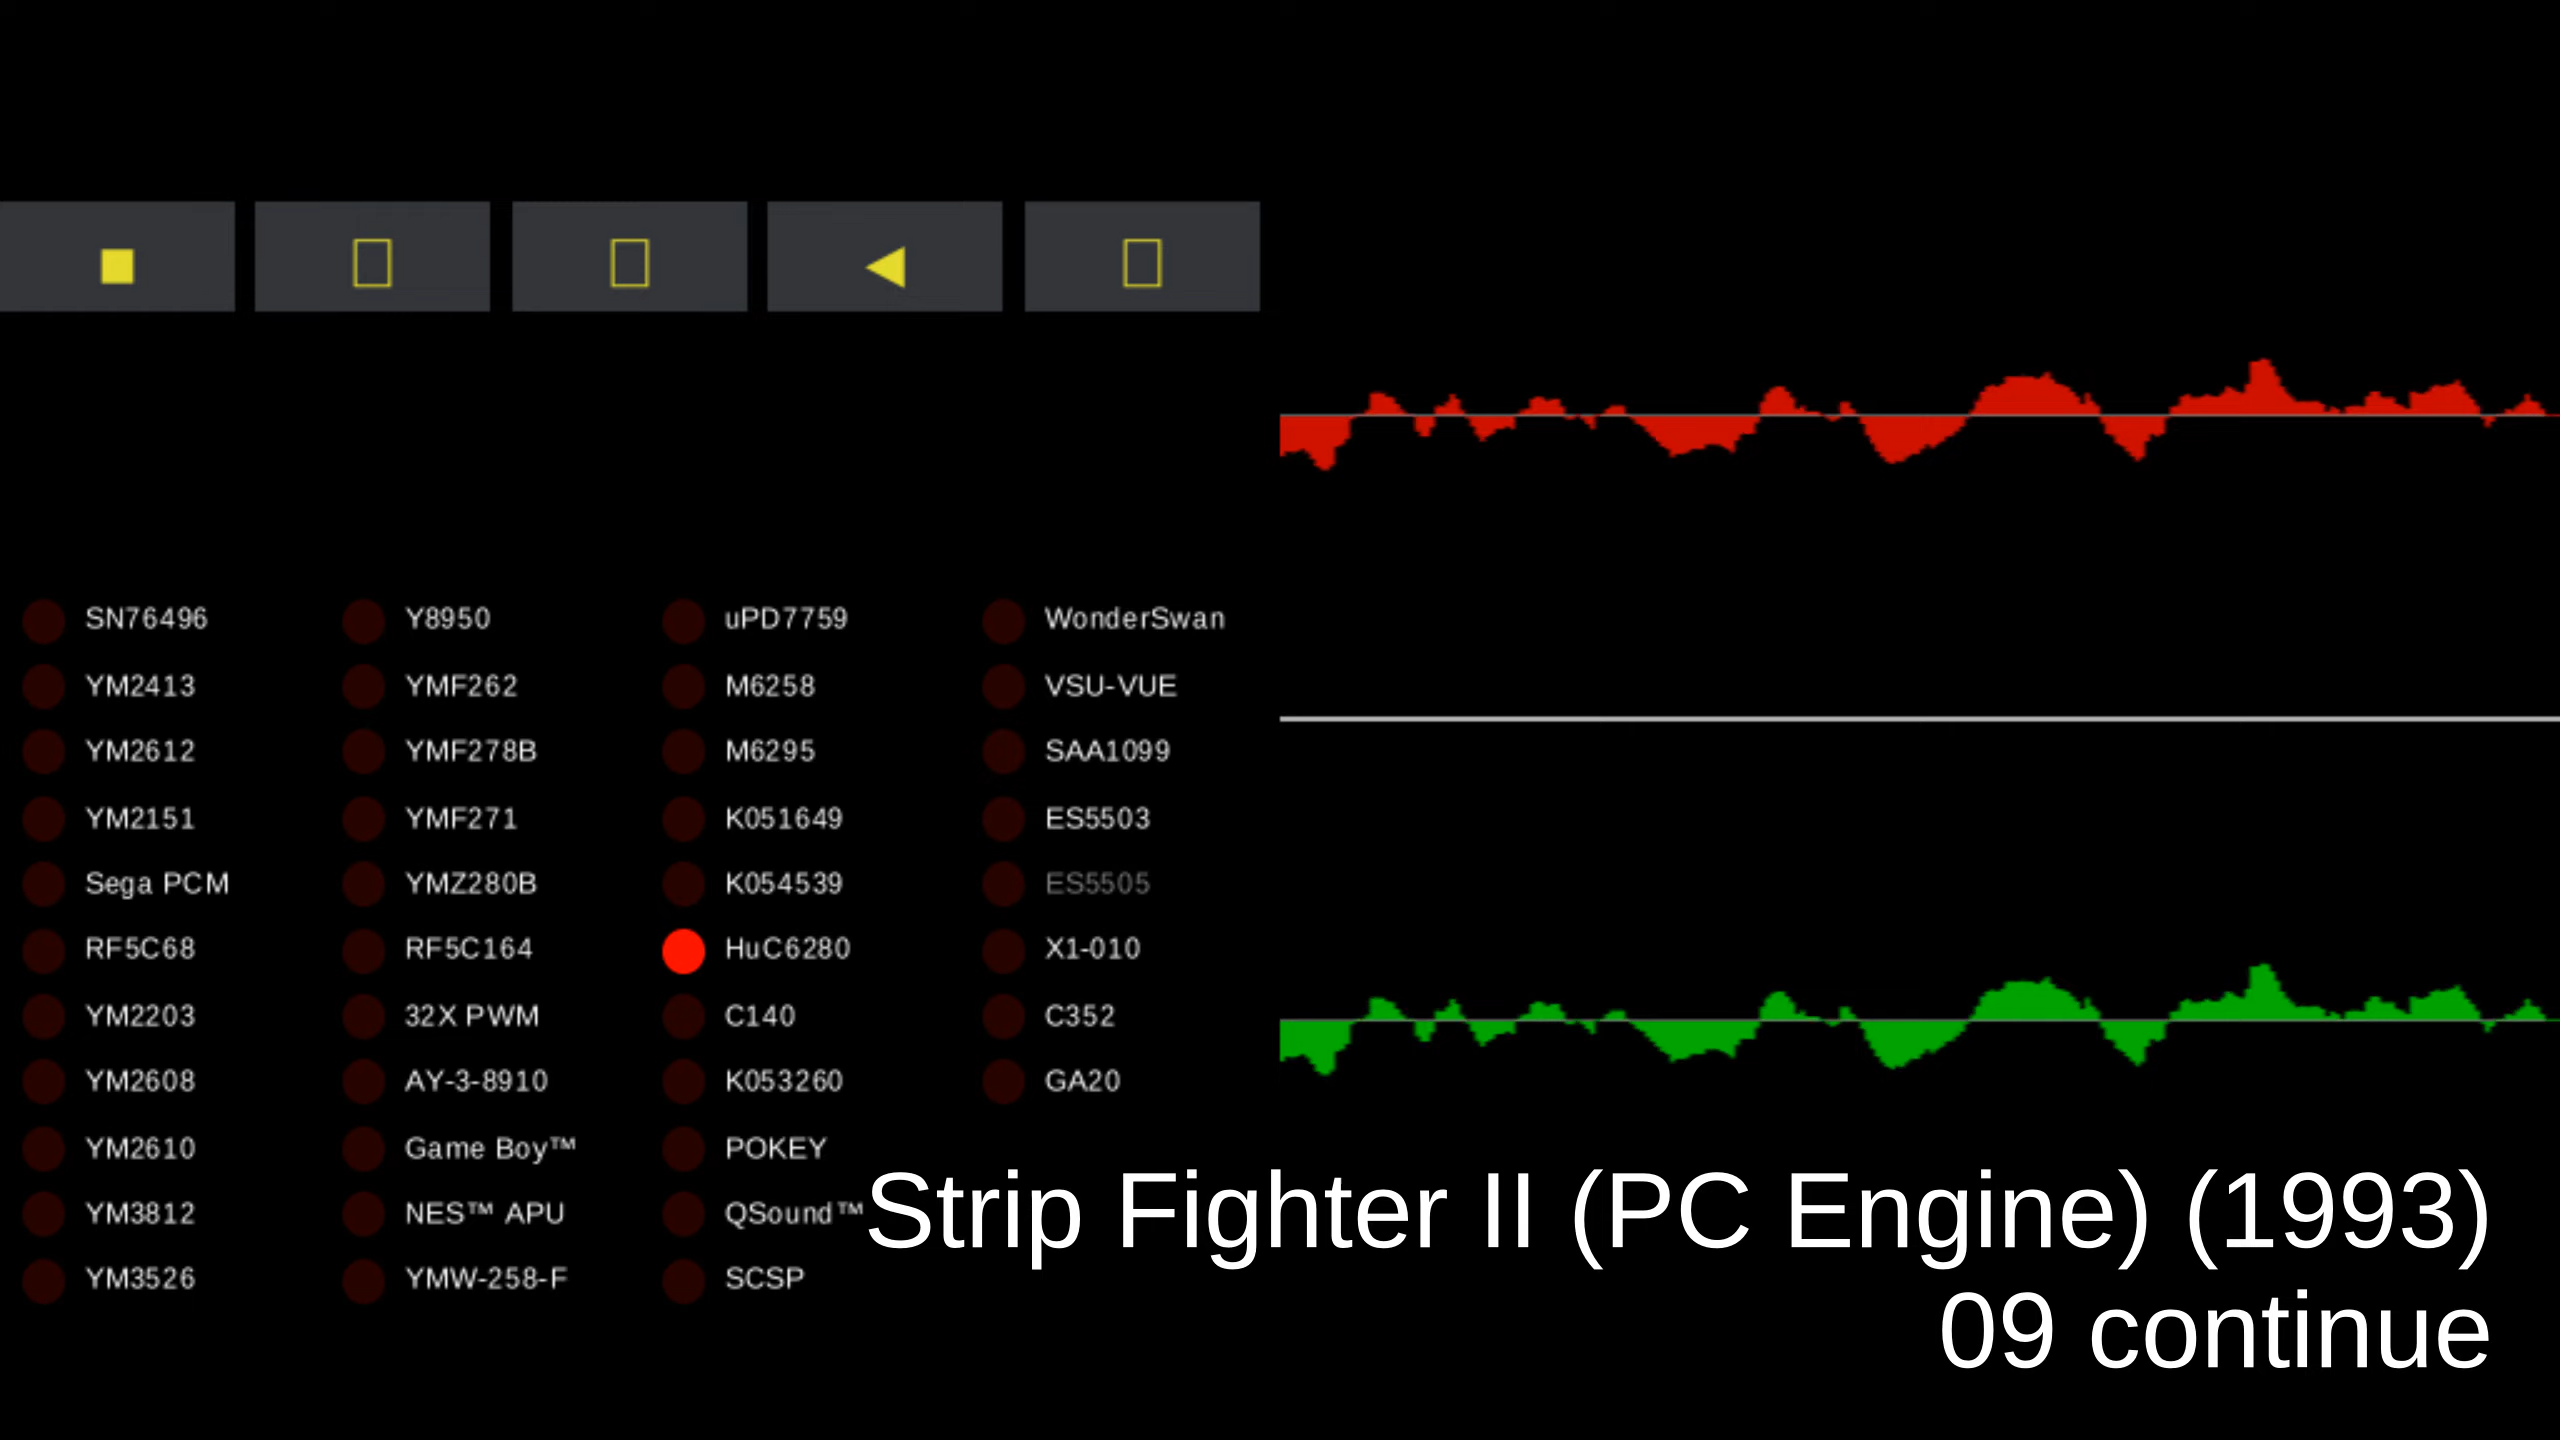 SN76496 Y8950 uPD7759 WonderSwan
YM2413 YMF262 M6258 VSU-VUE
YM2612 YMF278B M6295 SAA1099
YM2151 YMF271 K051649 ES5503
Sega PCM YMZ280B K054539 ES5505
RF5C68 RF5C164 HuC6280 X1-010
YM2203 32X PWM C140 C352
YM2608 AY-3-8910 K053260 GA20
YM2610 Game Boy™ POKEY
YM3812 NES™ APU QSound™
YM3526 YMW-258-F SCSP
Strip Fighter II (PC Engine) (1993)
09 continue